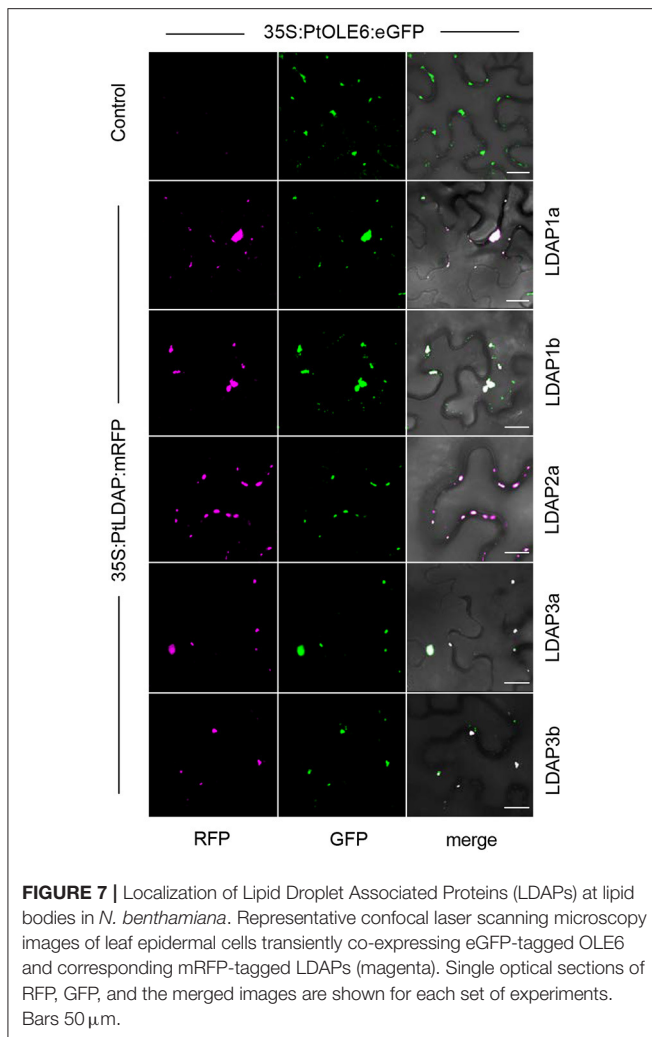 35S:PtOLE6:eGFP
Control
LDAP1a
LDAP1b
LDAP2a
LDAP3a
LDAP3b
35S:PtLDAP:mRFP
RFP GFP merge
FIGURE 7 | Localization of Lipid Droplet Associated Proteins (LDAPs) at lipid
bodies in N. benthamiana. Representative confocal laser scanning microscopy
images of leaf epidermal cells transiently co-expressing eGFP-tagged OLE6
and corresponding mRFP-tagged LDAPs (magenta). Single optical sections of
RFP, GFP, and the merged images are shown for each set of experiments.
Bars 50 μm.